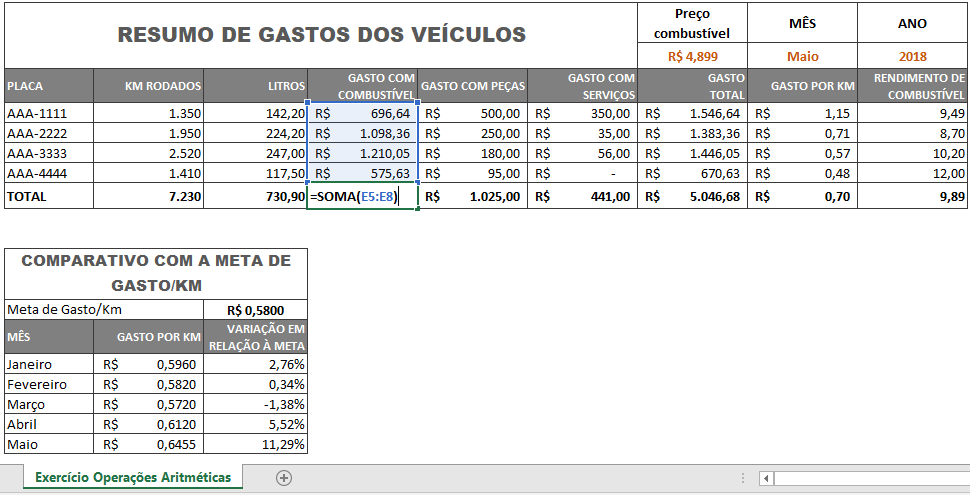 RESUMO DE GASTOS DOS VEÍCULOS
Preço
combustível
MÊS
ANO
R$ 4,899
Maio
2018
PLACA
KM RODADOS
LITROS
GASTO COM
COMBUSTÍVEL
GASTO COM PEÇAS
GASTO COM
SERVIÇOS
GASTO
TOTAL
GASTO POR KM
RENDIMENTO DE
COMBUSTÍVEL
AAA-1111 1.350 142,20 R$ 696,64 R$ 500,00 R$ 350,00 R$ 1.546,64 R$ 1,15 9,49
AAA-2222 1.950 224,20 R$ 1.098,36 R$ 250,00 R$ 35,00 R$ 1.383,36 R$ 0,71 8,70
AAA-3333 2.520 247,00 R$ 1.210,05 R$ 180,00 R$ 56,00 R$ 1.446,05 R$ 0,57 10,20
AAA-4444 1.410 117,50 R$ 575,63 R$ 95,00 R$ - R$ 670,63 R$ 0,48 12,00
TOTAL 7.230 730,90 =SOMA(E5:E8) R$ 1.025,00 R$ 441,00 R$ 5.046,68 R$ 0,70 9,89
COMPARATIVO COM A META DE
GASTO/KM
Meta de Gasto/Km R$ 0,5800
MÊS
GASTO POR KM
VARIAÇÃO EM
RELAÇÃO À META
Janeiro R$ 0,5960 2,76%
Fevereiro R$ 0,5820 0,34%
Março R$ 0,5720 -1,38%
Abril R$ 0,6120 5,52%
Maio R$ 0,6455 11,29%
Exercício Operações Aritméticas